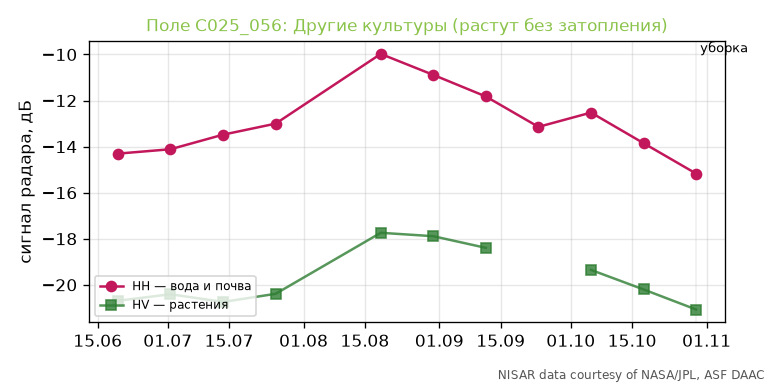 Поле C025_056: Другие культуры (растут без затопления)
уборка
сигнал радара, дБ
−10
−12
−14
−16
−18
−20
HH — вода и почва
HV — растения
15.06 01.07 15.07 01.08 15.08 01.09 15.09 01.10 15.10 01.11
NISAR data courtesy of NASA/JPL, ASF DAAC